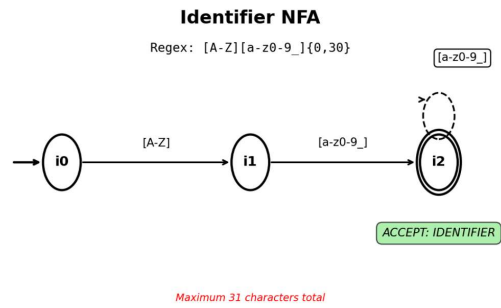 Identifier NFA
Regex: [A-Z][a-z0-9_]{0,30}
[a-z0-9_]
[A-Z]
[a-z0-9_]
i0
i1
i2
ACCEPT: IDENTIFIER
Maximum 31 characters total